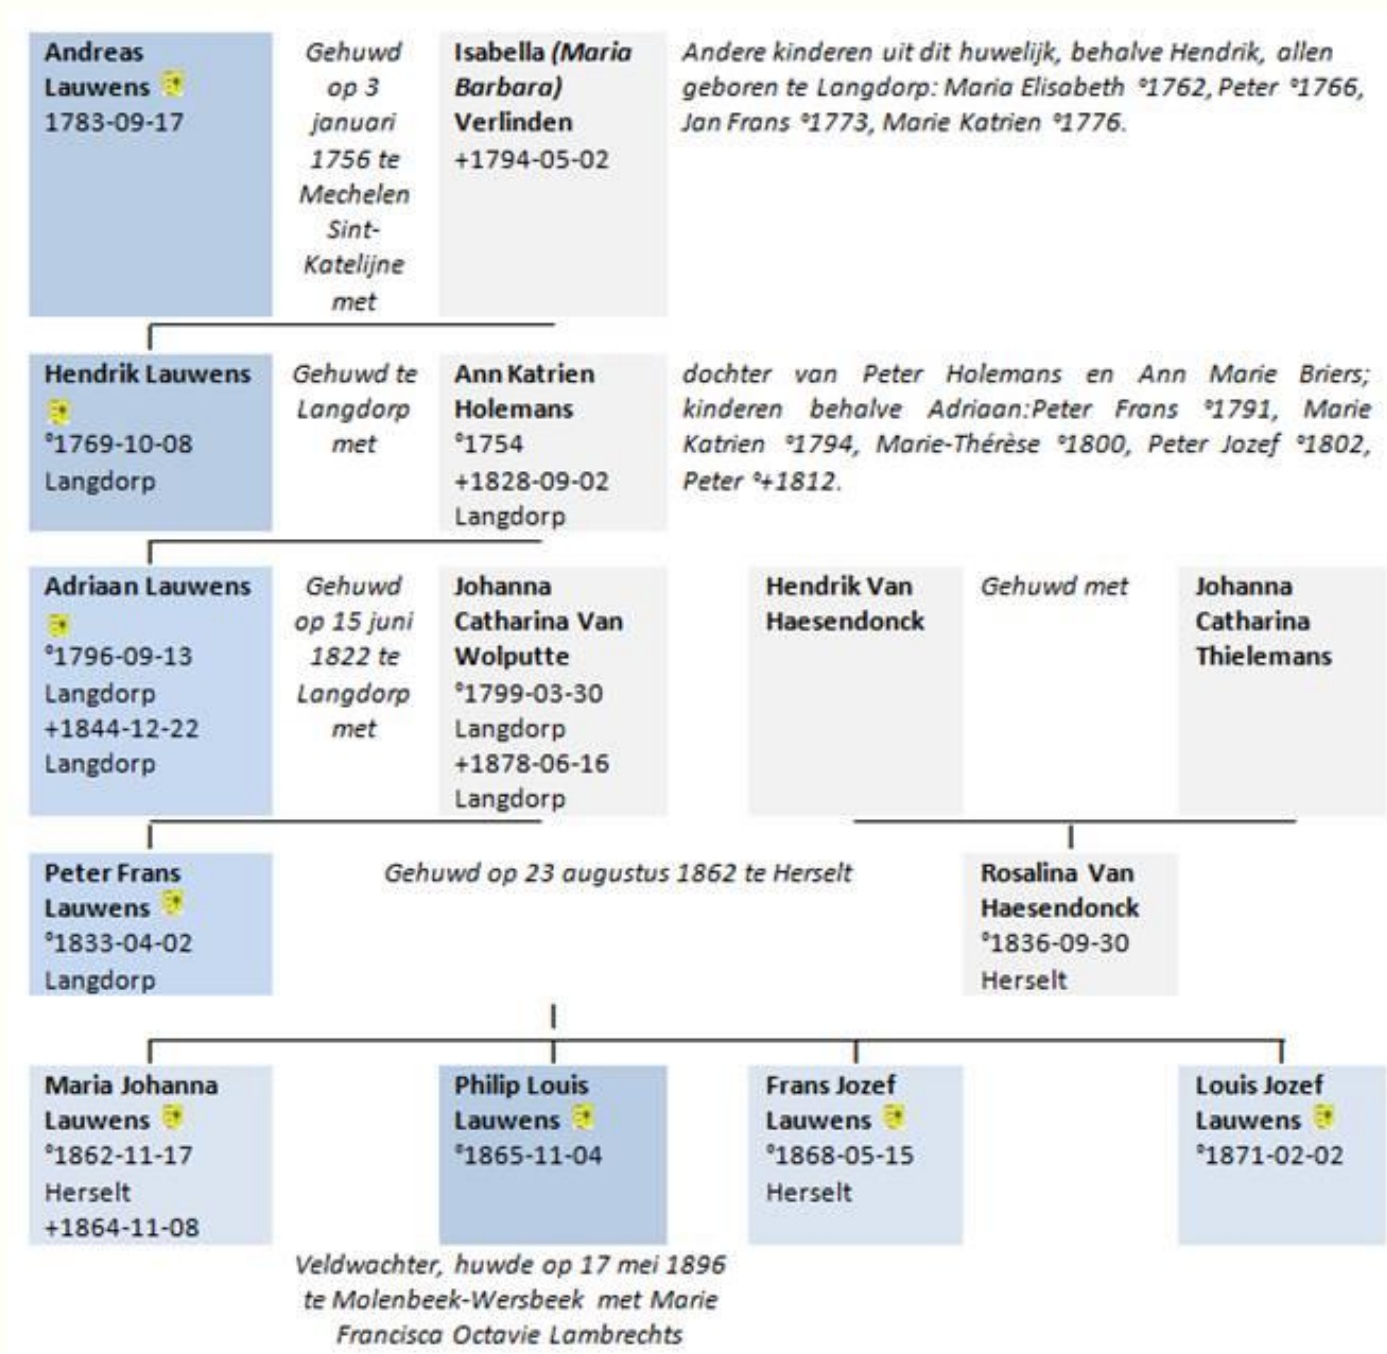 Andreas
Lauwens
1783-09-17
Gehuwd
op 3
januari
1756 te
Mechelen
Sint-
Katelijne
met
Isabella (Maria
Barbara)
Verlinden
+1794-05-02
Andere kinderen uit dit huwelijk, behalve Hendrik, allen
geboren te Langdorp: Maria Elisabeth °1762, Peter °1766,
Jan Frans °1773, Marie Katrien °1776.
Hendrik Lauwens
°1769-10-08
Langdorp
Gehuwd te
Langdorp
met
Ann Katrien
Holemans
°1754
+1828-09-02
Langdorp
dochter van Peter Holemans en Ann Marie Briers;
kinderen behalve Adriaan:Peter Frans °1791, Marie
Katrien °1794, Marie-Thérèse °1800, Peter Jozef °1802,
Peter °+1812.
Adriaan Lauwens
°1796-09-13
Langdorp
+1844-12-22
Langdorp
Gehuwd
op 15 juni
1822 te
Langdorp
met
Johanna
Catharina Van
Wolputte
°1799-03-30
Langdorp
+1878-06-16
Langdorp
Hendrik Van
Haesendonck
Gehuwd met
Johanna
Catharina
Thielemans
Peter Frans
Lauwens
°1833-04-02
Langdorp
Gehuwd op 23 augustus 1862 te Herselt
Rosalina Van
Haesendonck
°1836-09-30
Herselt
Maria Johanna
Lauwens
°1862-11-17
Herselt
+1864-11-08
Philip Louis
Lauwens
°1865-11-04
Frans Jozef
Lauwens
°1868-05-15
Herselt
Louis Jozef
Lauwens
°1871-02-02
Veldwachter, huwde op 17 mei 1896
te Molenbeek-Wersbeek met Marie
Francisca Octavie Lambrechts